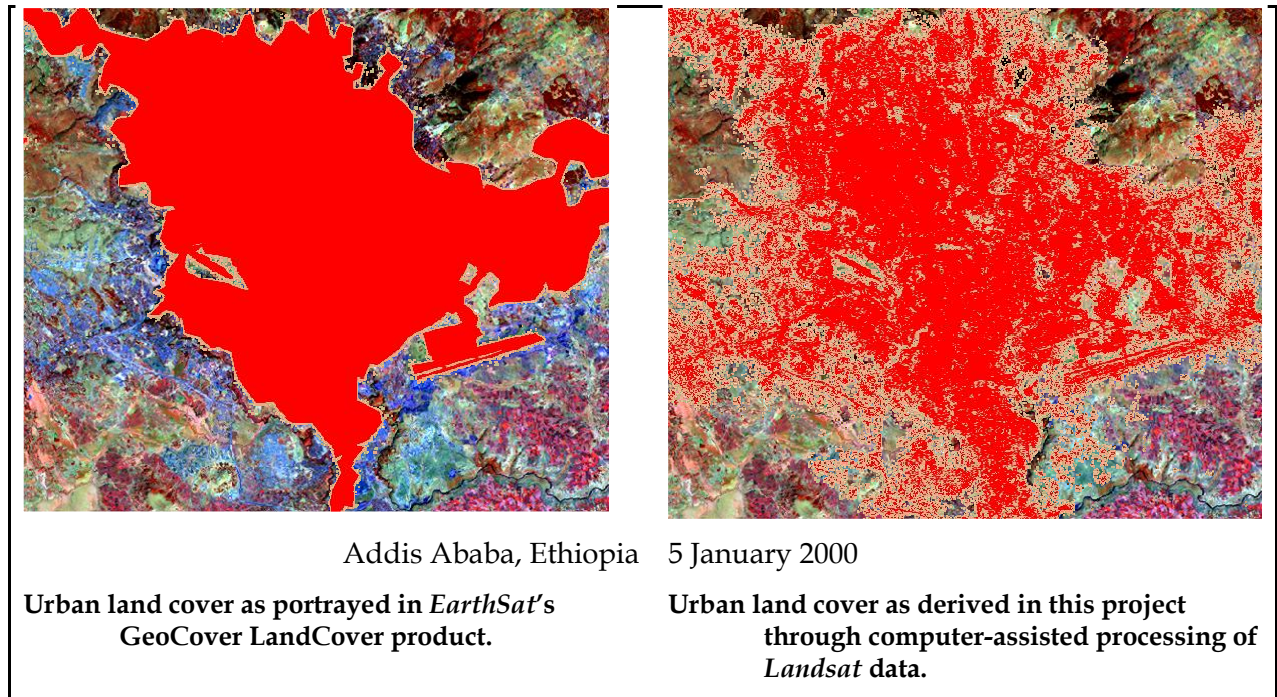 Addis Ababa, Ethiopia 5 January 2000
Urban land cover as portrayed in EarthSat's
GeoCover LandCover product.
Urban land cover as derived in this project
through computer-assisted processing of
Landsat data.